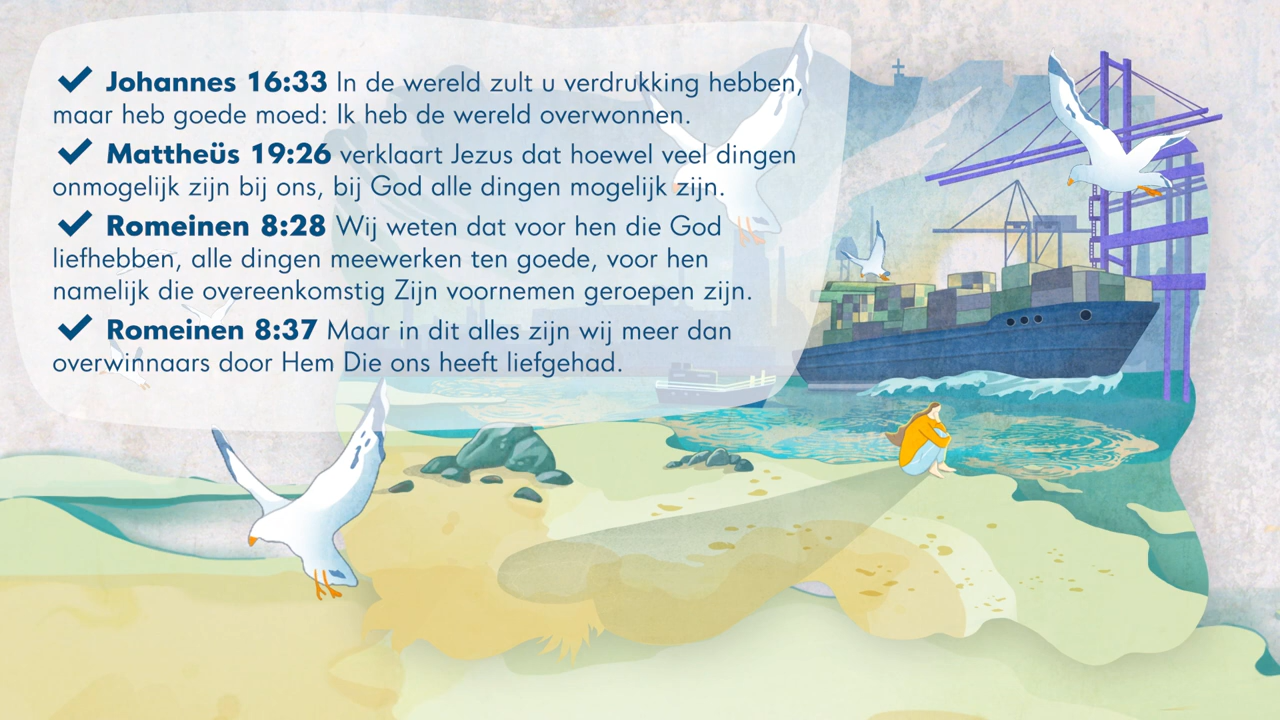 ✔ Johannes 16:33 In de wereld zult u verdrukking hebben,
maar heb goede moed: Ik heb de wereld overwonnen.
✔ Mattheüs 19:26 verklaart Jezus dat hoewel veel dingen
onmogelijk zijn bij ons, bij God alle dingen mogelijk zijn.
✔ Romeinen 8:28 Wij weten dat voor hen die God
liefhebben, alle dingen meewerken ten goede, voor hen
namelijk die overeenkomstig Zijn voornemen geroepen zijn.
✔ Romeinen 8:37 Maar in dit alles zijn wij meer dan
overwinnaars door Hem Die ons heeft liefgehad.